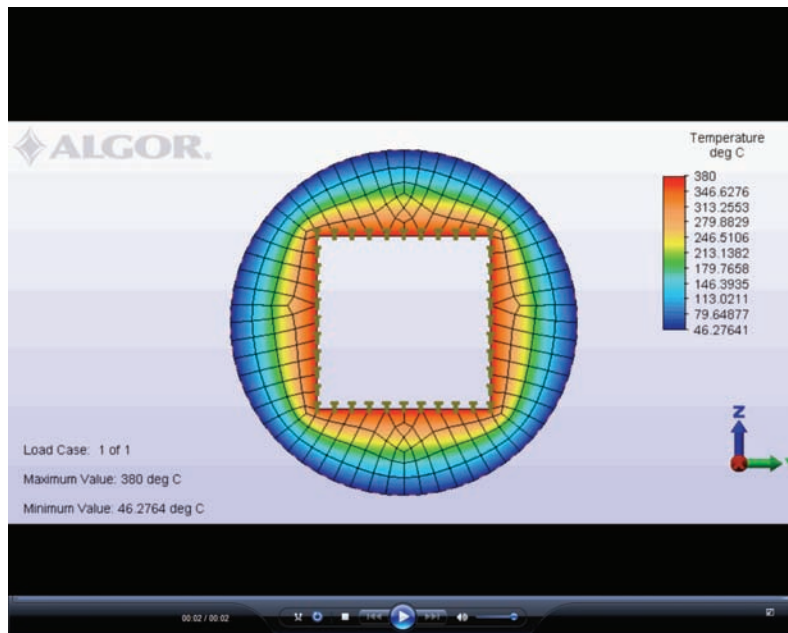 ALGOR.
Temperature
deg C
380
346.6276
313.2553
279.8829
246.5106
213.1382
179.7658
146.3935
113.0211
79.64877
46.27641
Z
Load Case: 1 of 1
Maximum Value: 380 deg C
Minimum Value: 46.2764 deg C
00:02 / 00:02